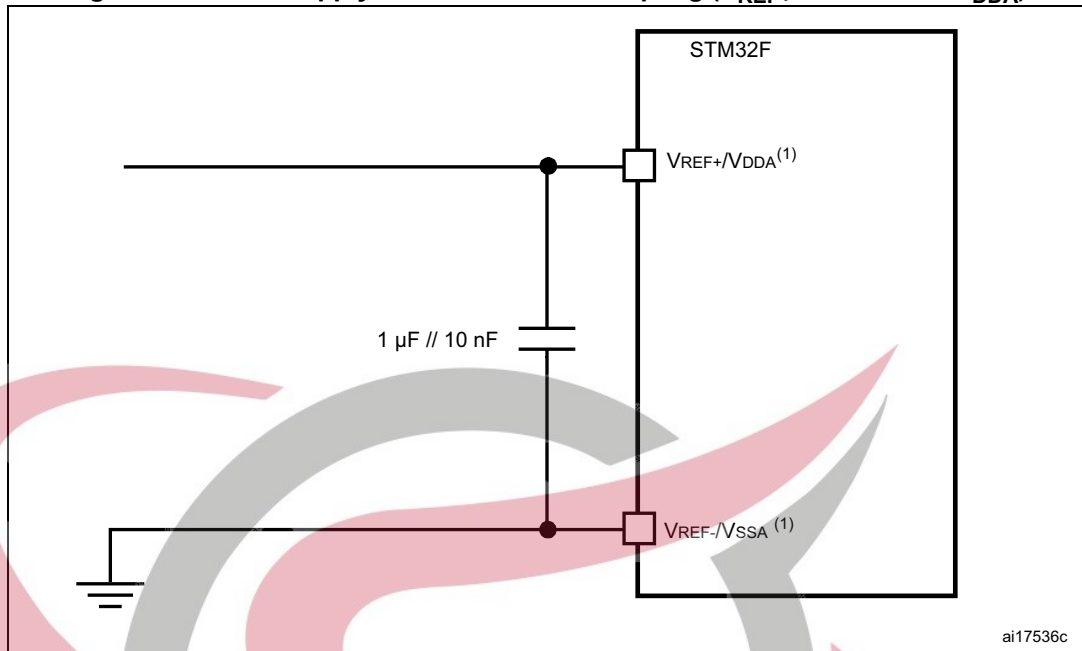 STM32F
VREF+/VDDA(1)
1 µF // 10 nF
VREF-/VSSA (1)
ai17536c